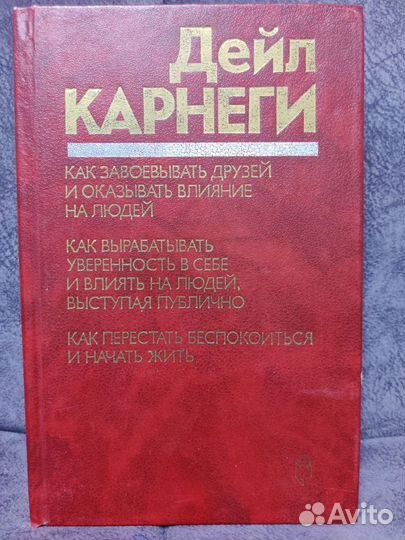 Дейл
КАРНЕГИ
КАК ЗАВОЕВЫВАТЬ ДРУЗЕЙ
И ОКАЗЫВАТЬ ВЛИЯНИЕ
НА ЛЮДЕЙ
КАК ВЫРАБАТЫВАТЬ
УВЕРЕННОСТЬ В СЕБЕ
И ВЛИЯТЬ НА ЛЮДЕЙ,
ВЫСТУПАЯ ПУБЛИЧНО
КАК ПЕРЕСТАТЬ БЕСПОКОИТЬСЯ
И НАЧАТЬ ЖИТЬ
Avito